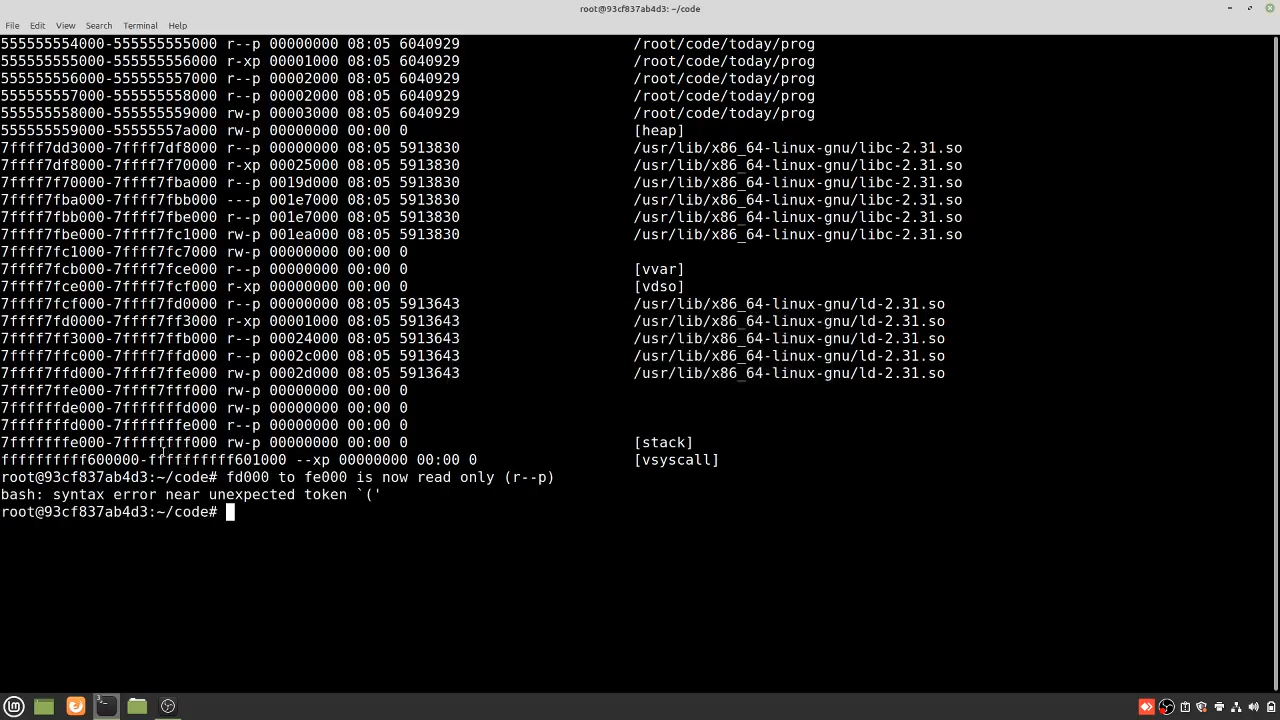 root@93cf837ab4d3: ~/code
File Edit View Search Terminal Help
555555554000-555555555000 r--p 00000000 08:05 6040929 /root/code/today/prog
555555555000-555555556000 r-xp 00001000 08:05 6040929 /root/code/today/prog
555555556000-555555557000 r--p 00002000 08:05 6040929 /root/code/today/prog
555555557000-555555558000 r--p 00002000 08:05 6040929 /root/code/today/prog
555555558000-555555559000 rw-p 00003000 08:05 6040929 /root/code/today/prog
555555559000-55555557a000 rw-p 00000000 00:00 0 [heap]
7ffff7dd3000-7ffff7df8000 r--p 00000000 08:05 5913830 /usr/lib/x86_64-linux-gnu/libc-2.31.so
7ffff7df8000-7ffff7f70000 r-xp 00025000 08:05 5913830 /usr/lib/x86_64-linux-gnu/libc-2.31.so
7ffff7f70000-7ffff7fba000 r--p 0019d000 08:05 5913830 /usr/lib/x86_64-linux-gnu/libc-2.31.so
7ffff7fba000-7ffff7fbb000 ---p 001e7000 08:05 5913830 /usr/lib/x86_64-linux-gnu/libc-2.31.so
7ffff7fbb000-7ffff7fbe000 r--p 001e7000 08:05 5913830 /usr/lib/x86_64-linux-gnu/libc-2.31.so
7ffff7fbe000-7ffff7fc1000 rw-p 001ea000 08:05 5913830 /usr/lib/x86_64-linux-gnu/libc-2.31.so
7ffff7fc1000-7ffff7fc7000 rw-p 00000000 00:00 0
7ffff7fcb000-7ffff7fce000 r--p 00000000 00:00 0 [vvar]
7ffff7fce000-7ffff7fcf000 r-xp 00000000 00:00 0 [vdso]
7ffff7fcf000-7ffff7fd0000 r--p 00000000 08:05 5913643 /usr/lib/x86_64-linux-gnu/ld-2.31.so
7ffff7fd0000-7ffff7ff3000 r-xp 00001000 08:05 5913643 /usr/lib/x86_64-linux-gnu/ld-2.31.so
7ffff7ff3000-7ffff7ffb000 r--p 00024000 08:05 5913643 /usr/lib/x86_64-linux-gnu/ld-2.31.so
7ffff7ffc000-7ffff7ffd000 r--p 0002c000 08:05 5913643 /usr/lib/x86_64-linux-gnu/ld-2.31.so
7ffff7ffd000-7ffff7ffe000 rw-p 0002d000 08:05 5913643 /usr/lib/x86_64-linux-gnu/ld-2.31.so
7ffff7ffe000-7ffff7fff000 rw-p 00000000 00:00 0
7ffffffde000-7fffffffd000 rw-p 00000000 00:00 0
7fffffffd000-7fffffffe000 r--p 00000000 00:00 0
7fffffffe000-7ffffffff000 rw-p 00000000 00:00 0 [stack]
ffffffffff600000-ffffffffff601000 --xp 00000000 00:00 0 [vsyscall]
root@93cf837ab4d3:~/code# fd000 to fe000 is now read only (r--p)
bash: syntax error near unexpected token `('
root@93cf837ab4d3:~/code#